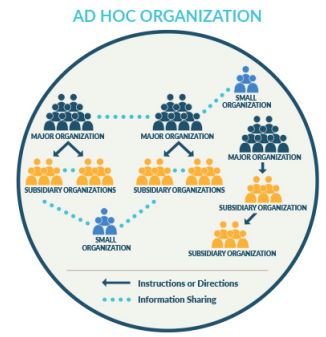 AD HOC ORGANIZATION
SMALL
ORGANIZATION
MAJOR ORGANIZATION
MAJOR ORGANIZATION
MAJOR ORGANIZATION
SUBSIDIARY ORGANIZATIONS
SUBSIDIARY ORGANIZATIONS
SUBSIDIARY ORGANIZATION
SMALL
ORGANIZATION
SUBSIDIARY ORGANIZATION
Instructions or Directions
Information Sharing